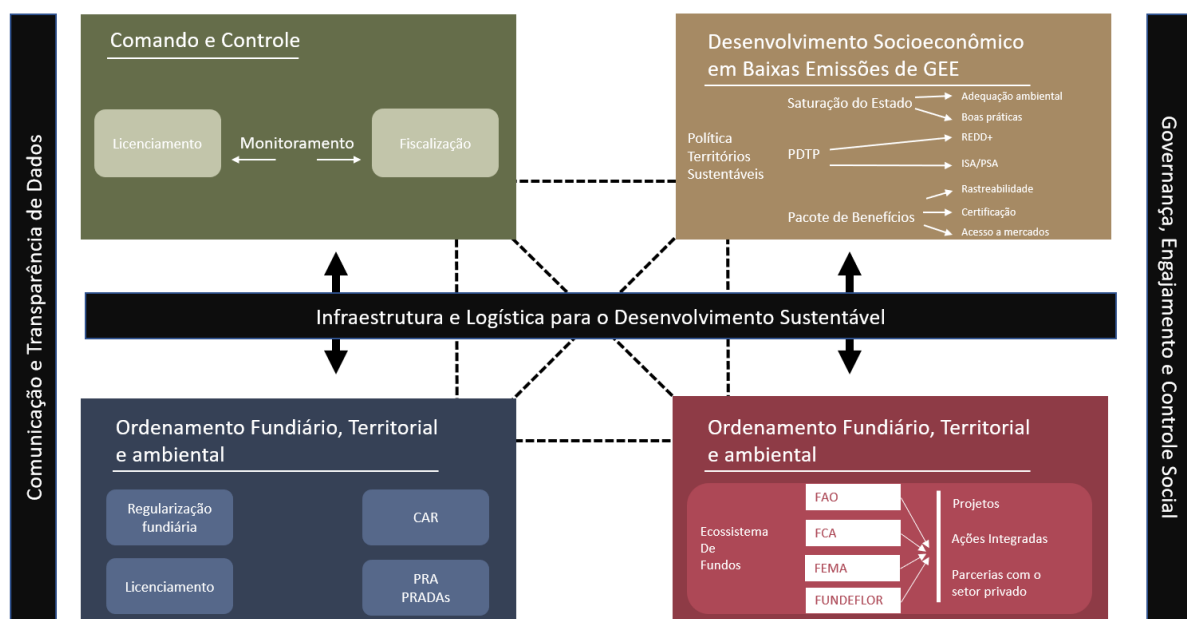 Comunicação e Transparência de Dados
Comando e Controle
Licenciamento
Monitoramento
Fiscalização
Desenvolvimento Socioeconômico
em Baixas Emissões de GEE
Política
Territórios
Sustentáveis
Saturação do Estado
Adequação ambiental
Boas práticas
PDTP
REDD+
ISA/PSA
Pacote de Benefícios
Rastreabilidade
Certificação
Acesso a mercados
Infraestrutura e Logística para o Desenvolvimento Sustentável
Ordenamento Fundiário, Territorial
e ambiental
Regularização
fundiária
CAR
Licenciamento
PRA
PRADAs
Ordenamento Fundiário, Territorial
e ambiental
Ecossistema
De
Fundos
FAO
FCA
FEMA
FUNDEFLOR
Projetos
Ações Integradas
Parcerias com o
setor privado
Governança, Engajamento e Controle Social